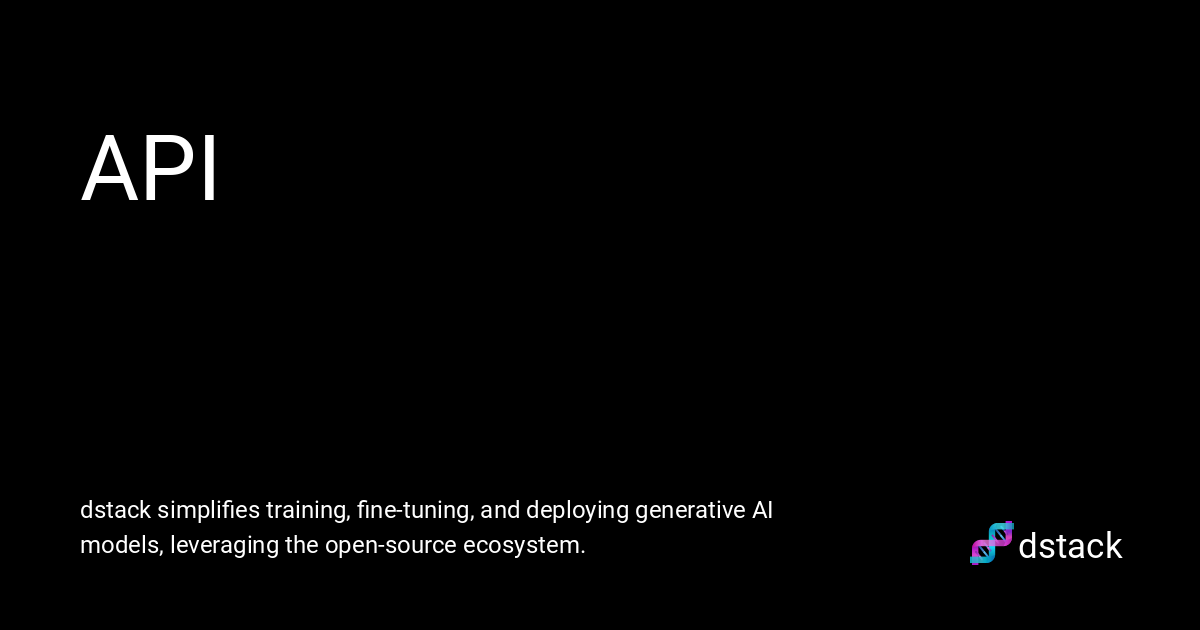 API
dstack simplifies training, fine-tuning, and deploying generative AI
models, leveraging the open-source ecosystem.
dstack